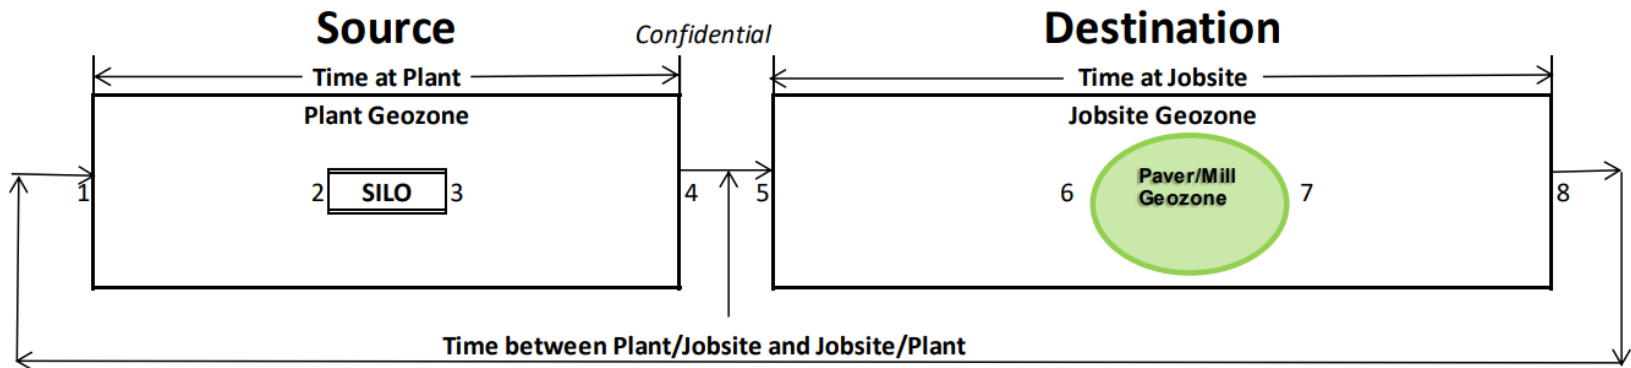 Source
Confidential
Destination
Time at Plant
Time at Jobsite
Plant Geozone
Jobsite Geozone
1
2
SILO
3
4
5
6
Paver/Mill
Geozone
7
8
Time between Plant/Jobsite and Jobsite/Plant